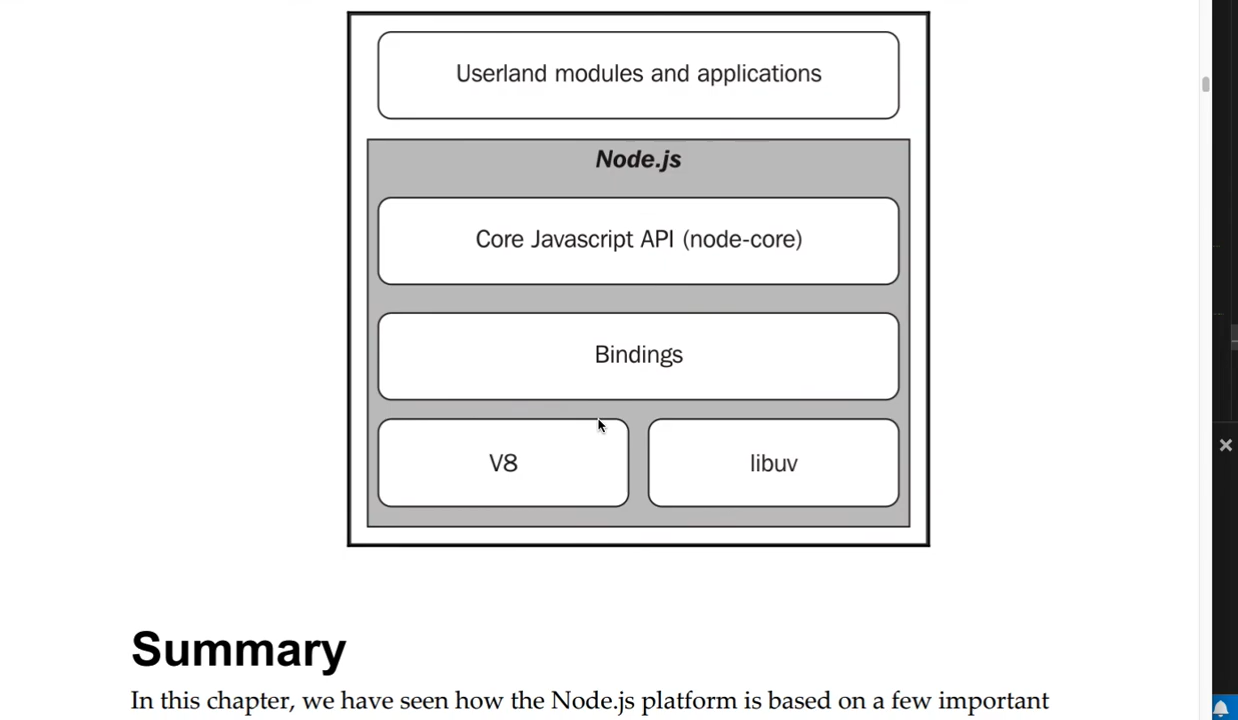 Userland modules and applications
Node.js
Core Javascript API (node-core)
Bindings
V8
libuv
Summary
In this chapter, we have seen how the Node.js platform is based on a few important